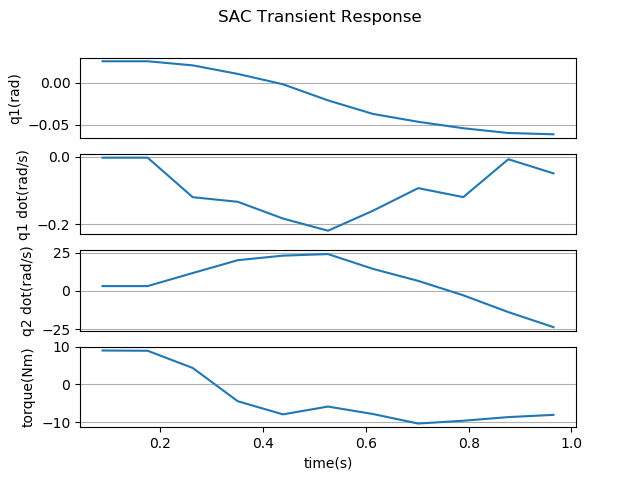 SAC Transient Response
q1(rad)
0.00
−0.05
q1 dot(rad/s)
0.0
−0.2
q2 dot(rad/s)
25
0
−25
torque(Nm)
10
0
−10
0.2 0.4 0.6 0.8 1.0
time(s)